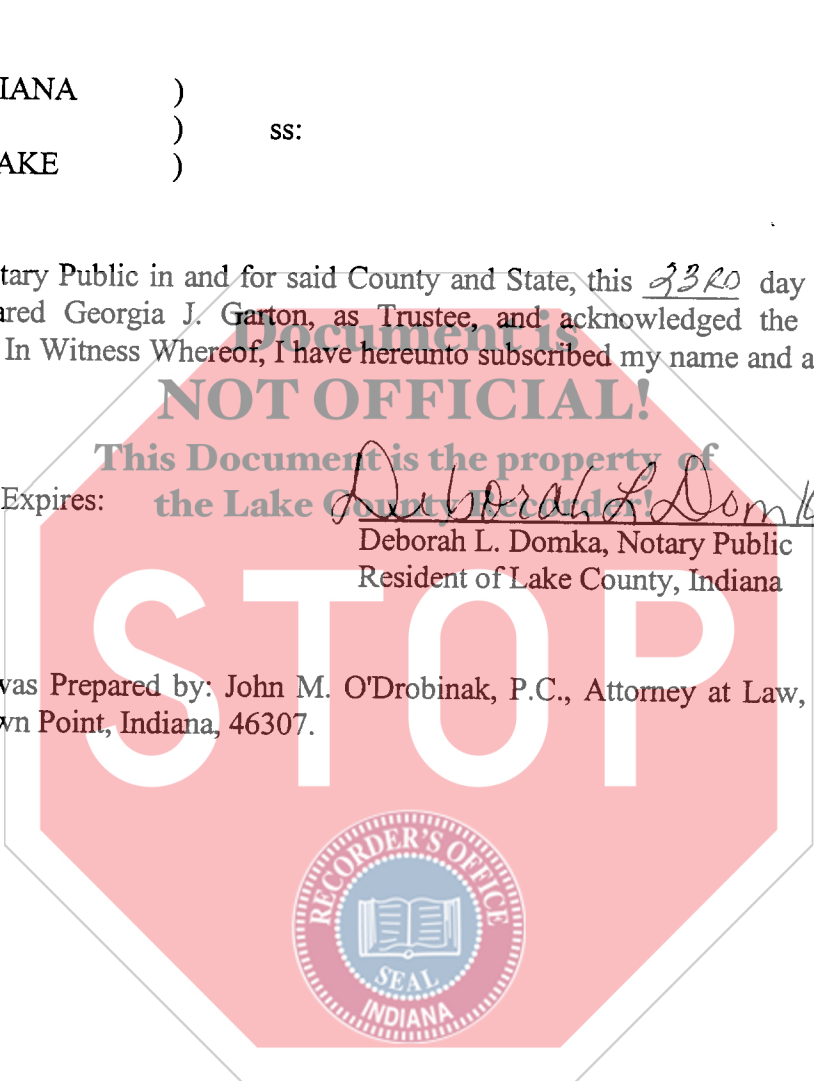 IANA )
) ss:
AKE )
tary Public in and for said County and State, this 23RD day
ared Georgia J. Garton, as Trustee, and acknowledged the
In Witness Whereof, I have hereunto subscribed my name and a
Document is
NOT OFFICIAL!
This Document is the property of
the Lake County Recorder!
Expires:
Deborah L Domk
Deborah L. Domka, Notary Public
Resident of Lake County, Indiana
STOP
was Prepared by: John M. O'Drobinak, P.C., Attorney at Law,
wn Point, Indiana, 46307.
RECORDER'S OFFICE
SEAL
INDIANA